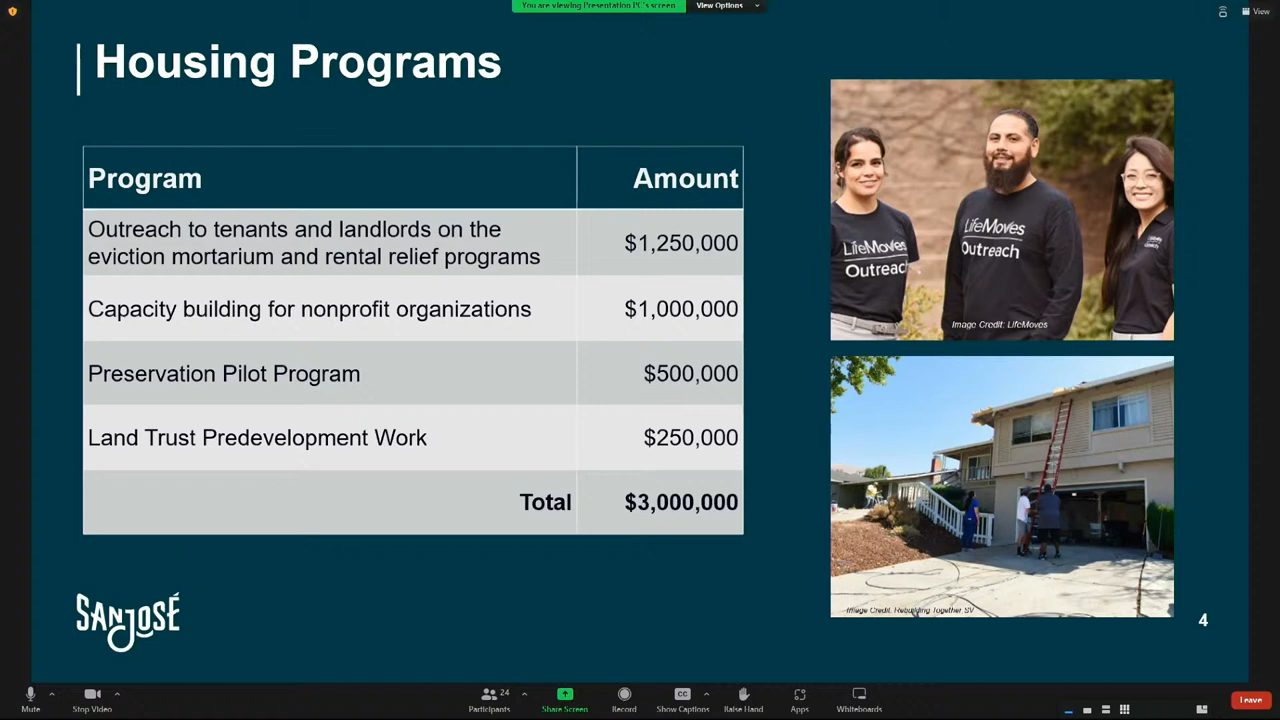 You are viewing Presentation PC's screen
View Options
View
Housing Programs
Program
Amount
Outreach to tenants and landlords on the
eviction mortarium and rental relief programs
$1,250,000
Capacity building for nonprofit organizations
$1,000,000
Preservation Pilot Program
$500,000
Land Trust Predevelopment Work
$250,000
Total
$3,000,000
LifeMoves
Outreach
LifeMoves
Outreach
Image Credit: LifeMoves
Image Credit: Rebuilding Together SV
SAN JOSÉ
4
Mute
Stop Video
24
Participants
Share Screen
Record
CC
Show Captions
Raise Hand
Apps
Whiteboards
Leave